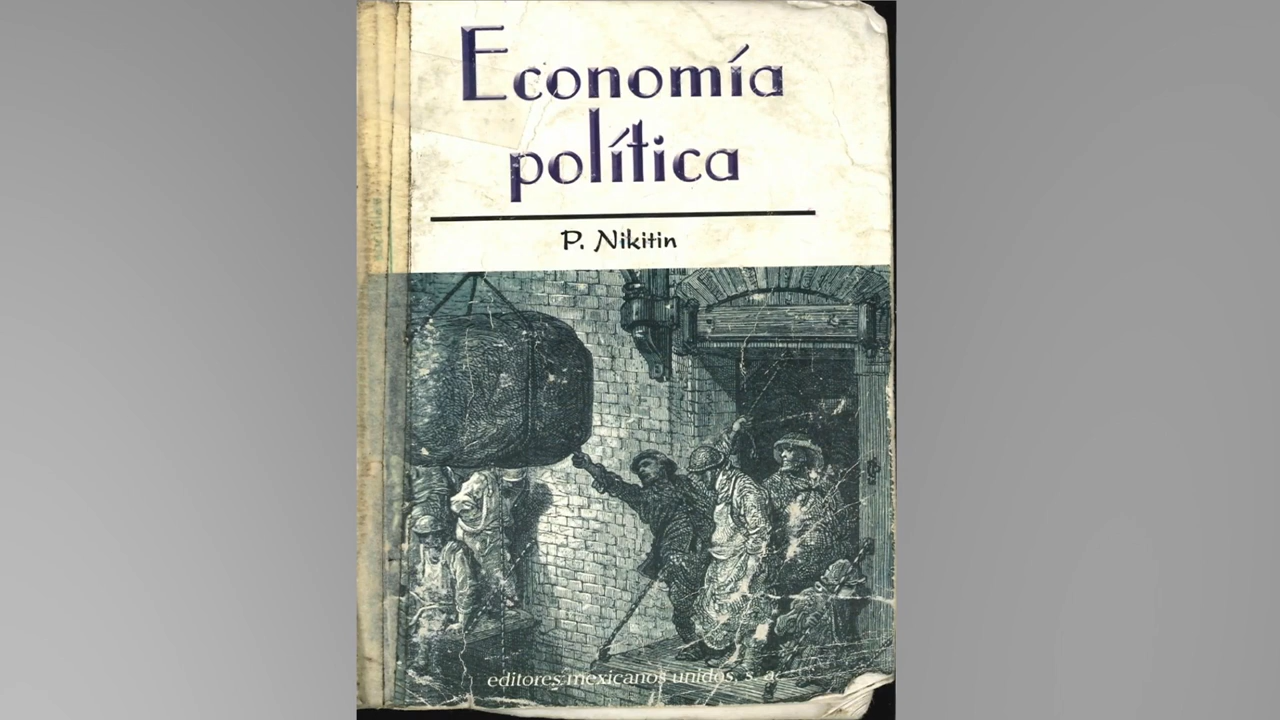 Economía
política
P. Nikitin
editores mexicanos unidos, s. a.